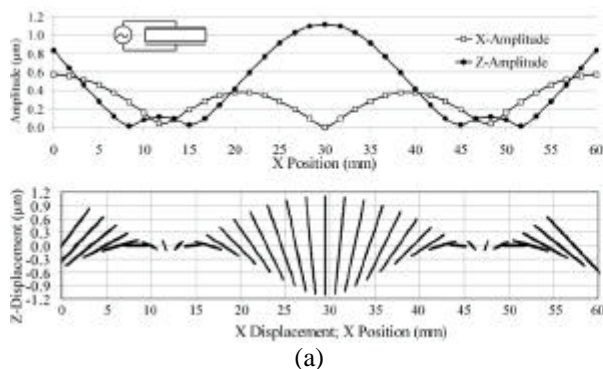 Amplitude (µm)
1.2
1.0
0.8
0.6
0.4
0.2
0.0
X-Amplitude
Z-Amplitude
0 5 10 15 20 25 30 35 40 45 50 55 60
X Position (mm)
Z-Displacement (µm)
1.2
0.9
0.6
0.3
0.0
-0.3
-0.6
-0.9
-1.2
0 5 10 15 20 25 30 35 40 45 50 55 60
X Displacement; X Position (mm)
(a)